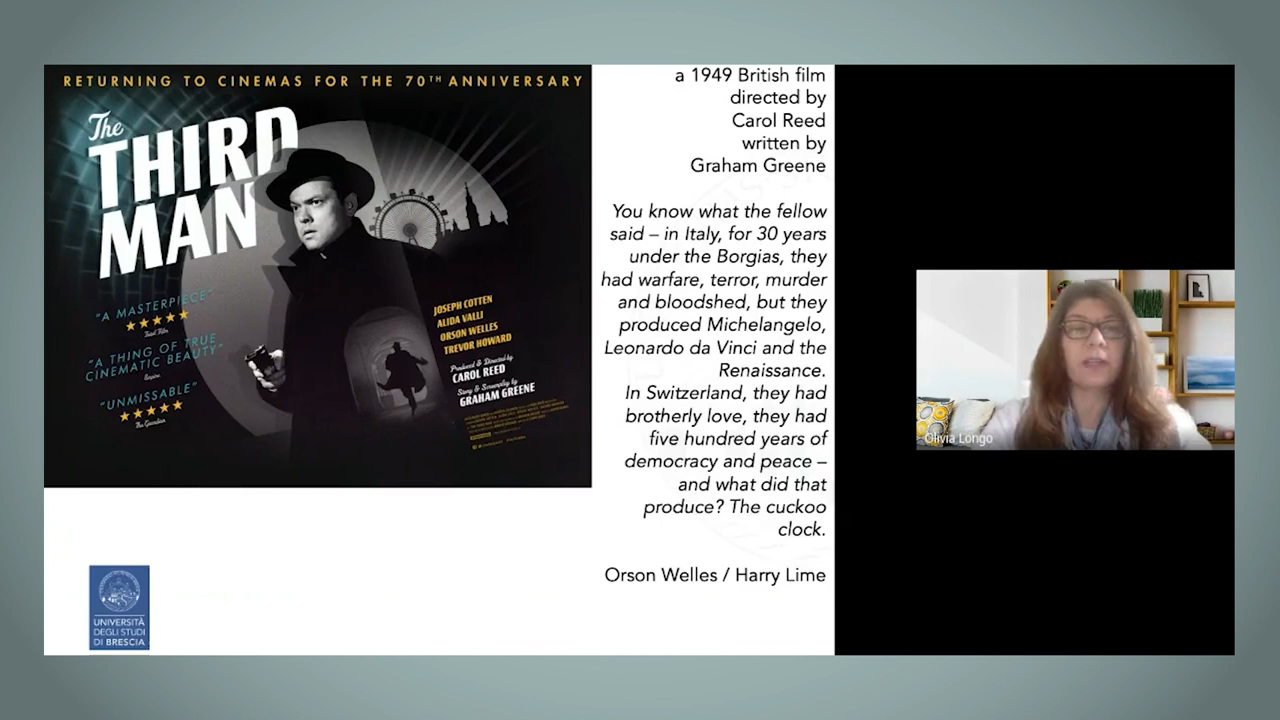 RETURNING TO CINEMAS FOR THE 70TH ANNIVERSARY
The
THIRD
MAN
"A MASTERPIECE"
Total Film
"A THING OF TRUE
CINEMATIC BEAUTY"
Empire
"UNMISSABLE"
The Guardian
JOSEPH COTTEN
ALIDA VALLI
ORSON WELLES
TREVOR HOWARD
Produced & Directed by
CAROL REED
Story & Screenplay by
GRAHAM GREENE
a 1949 British film
directed by
Carol Reed
written by
Graham Greene
You know what the fellow
said – in Italy, for 30 years
under the Borgias, they
had warfare, terror, murder
and bloodshed, but they
produced Michelangelo,
Leonardo da Vinci and the
Renaissance.
In Switzerland, they had
brotherly love, they had
five hundred years of
democracy and peace –
and what did that
produce? The cuckoo
clock.
Orson Welles / Harry Lime
UNIVERSITÀ
DEGLI STUDI
DI BRESCIA
Olivia Longo